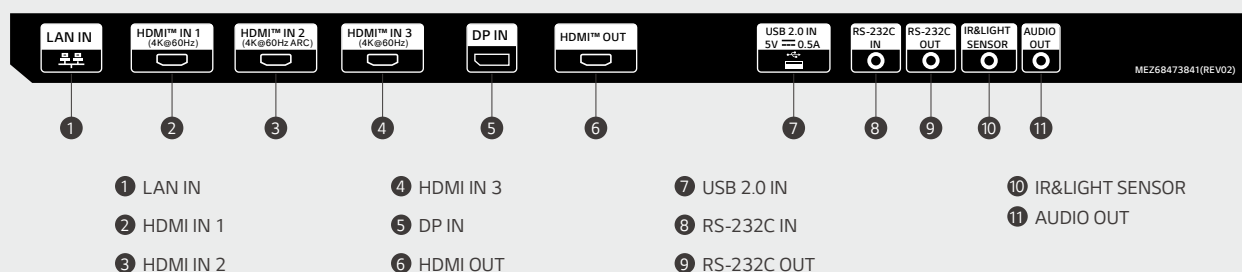 LAN IN
HDMI™ IN 1
(4K@60Hz)
HDMI™ IN 2
(4K@60Hz ARC)
HDMI™ IN 3
(4K@60Hz)
DP IN
HDMI™ OUT
USB 2.0 IN
5V ⎓ 0.5A
RS-232C
IN
RS-232C
OUT
IR&LIGHT
SENSOR
AUDIO
OUT
MEZ68473841(REV02)
1
2
3
4
5
6
7
8
9
10
11
1 LAN IN
2 HDMI IN 1
3 HDMI IN 2
4 HDMI IN 3
5 DP IN
6 HDMI OUT
7 USB 2.0 IN
8 RS-232C IN
9 RS-232C OUT
10 IR&LIGHT SENSOR
11 AUDIO OUT